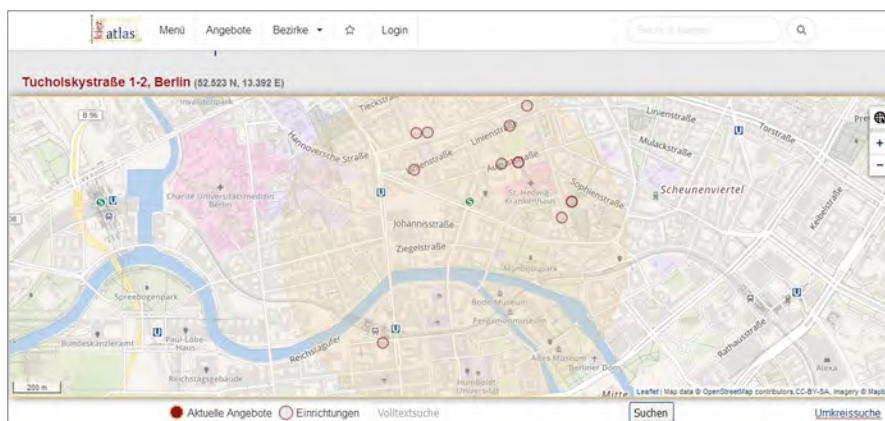 kiez atlas Menü Angebote Bezirke Login
Tucholskystraße 1-2, Berlin (52.523 N, 13.392 E)
Invalidenpark
Tieckstraße
B 96
Linienstraße
Torstraße
Hannoversche Straße
Linienstraße
Mulackstraße
U
Linienstraße
Auguststraße
Charité Universitätsmedizin
Berlin
U
S
St. Hedwig
Krankenhaus
Sophienstraße
Scheunenviertel
Johannisstraße
Keibelstraße
Ziegelstraße
Monbijoupark
Spreebogenpark
Bode-Museum
U
Pergamonmuseum
Bundeskanzleramt
Paul-Löbe-
Haus
Reichstagufer
Rathausstraße
Altes Museum
Berliner Dom
Alexa
Reichstagsgebäude
Humboldt
Universität
200 m
Mitte
Leaflet | Map data © OpenStreetMap contributors, CC-BY-SA, Imagery © Mapb
Aktuelle Angebote Einrichtungen Volltextsuche Suchen Umkreissuche